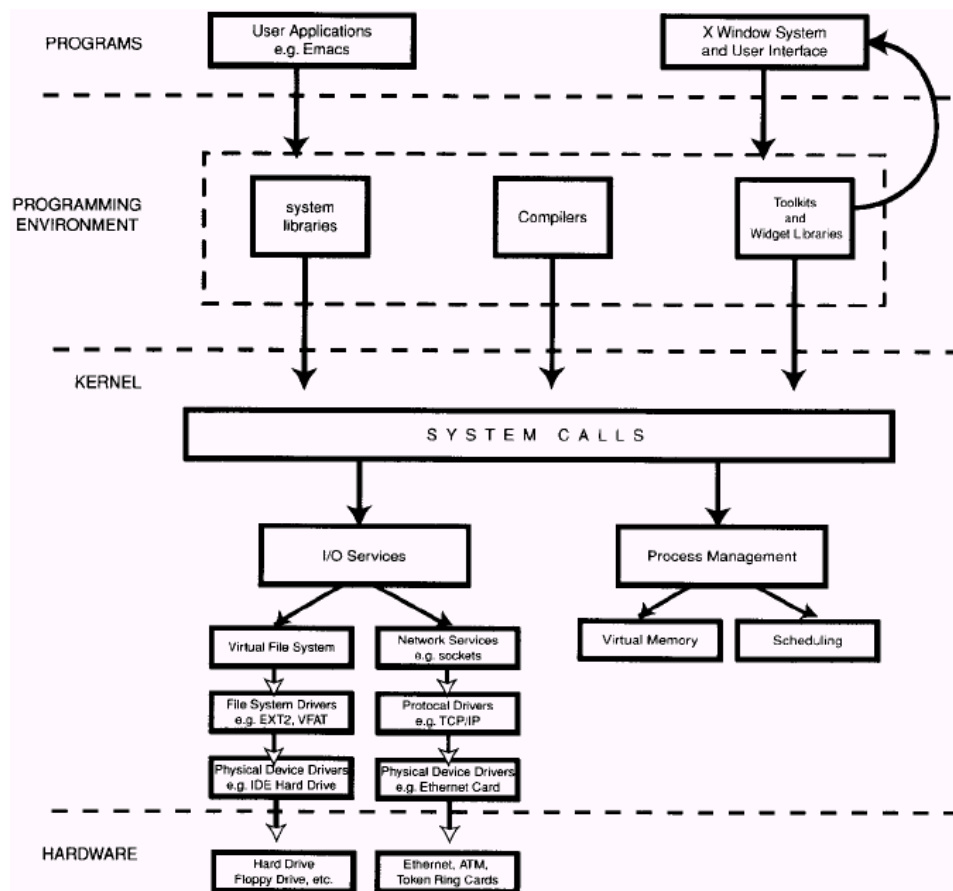 PROGRAMS
User Applications
e.g. Emacs
X Window System
and User Interface
PROGRAMMING
ENVIRONMENT
system
libraries
Compilers
Toolkits
and
Widget Libraries
KERNEL
SYSTEM CALLS
I/O Services
Process Management
Virtual File System
Network Services
e.g. sockets
Virtual Memory
Scheduling
File System Drivers
e.g. EXT2, VFAT
Protocal Drivers
e.g. TCP/IP
Physical Device Drivers
e.g. IDE Hard Drive
Physical Device Drivers
e.g. Ethernet Card
HARDWARE
Hard Drive
Floppy Drive, etc.
Ethernet, ATM,
Token Ring Cards